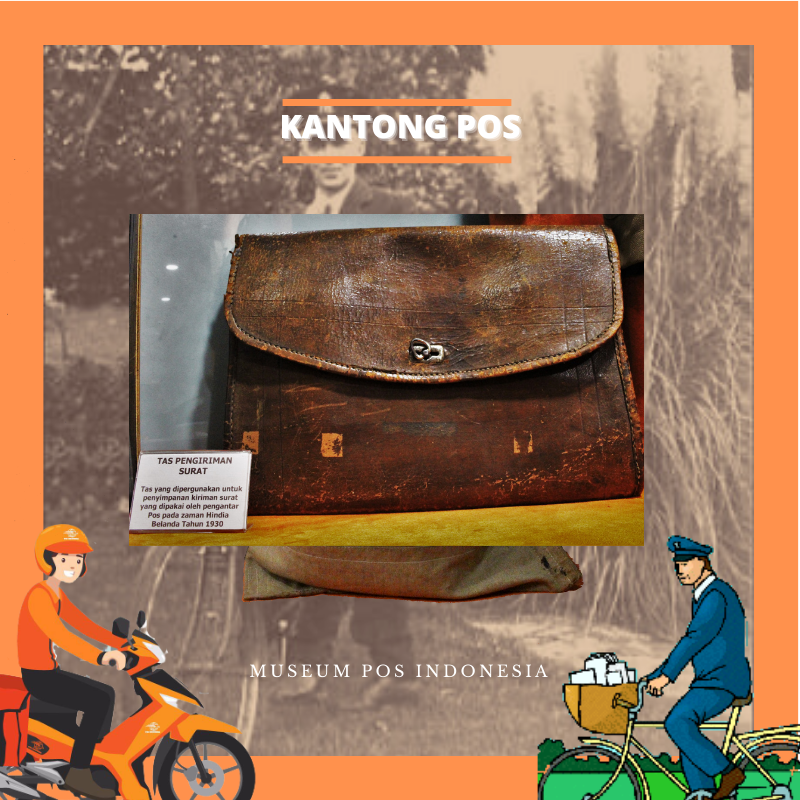 KANTONG POS
TAS PENGIRIMAN
SURAT
Tas yang dipergunakan untuk
penyimpanan kiriman surat
yang dipakai oleh pengantar
Pos pada zaman Hindia
Belanda Tahun 1930
MUSEUM POS INDONESIA